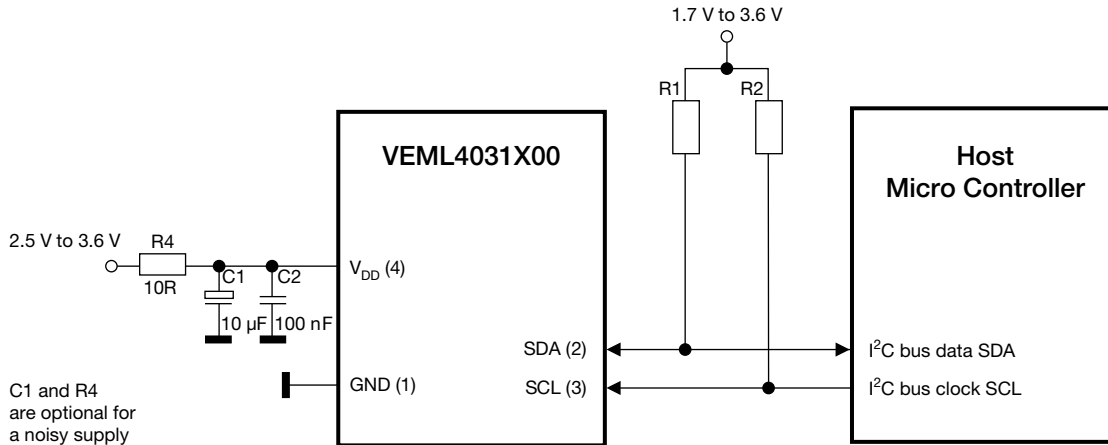 1.7 V to 3.6 V
R1
R2
VEML4031X00
Host
Micro Controller
2.5 V to 3.6 V
R4
10R
C1
C2
10 µF
100 nF
V_DD (4)
SDA (2)
I²C bus data SDA
GND (1)
SCL (3)
I²C bus clock SCL
C1 and R4
are optional for
a noisy supply